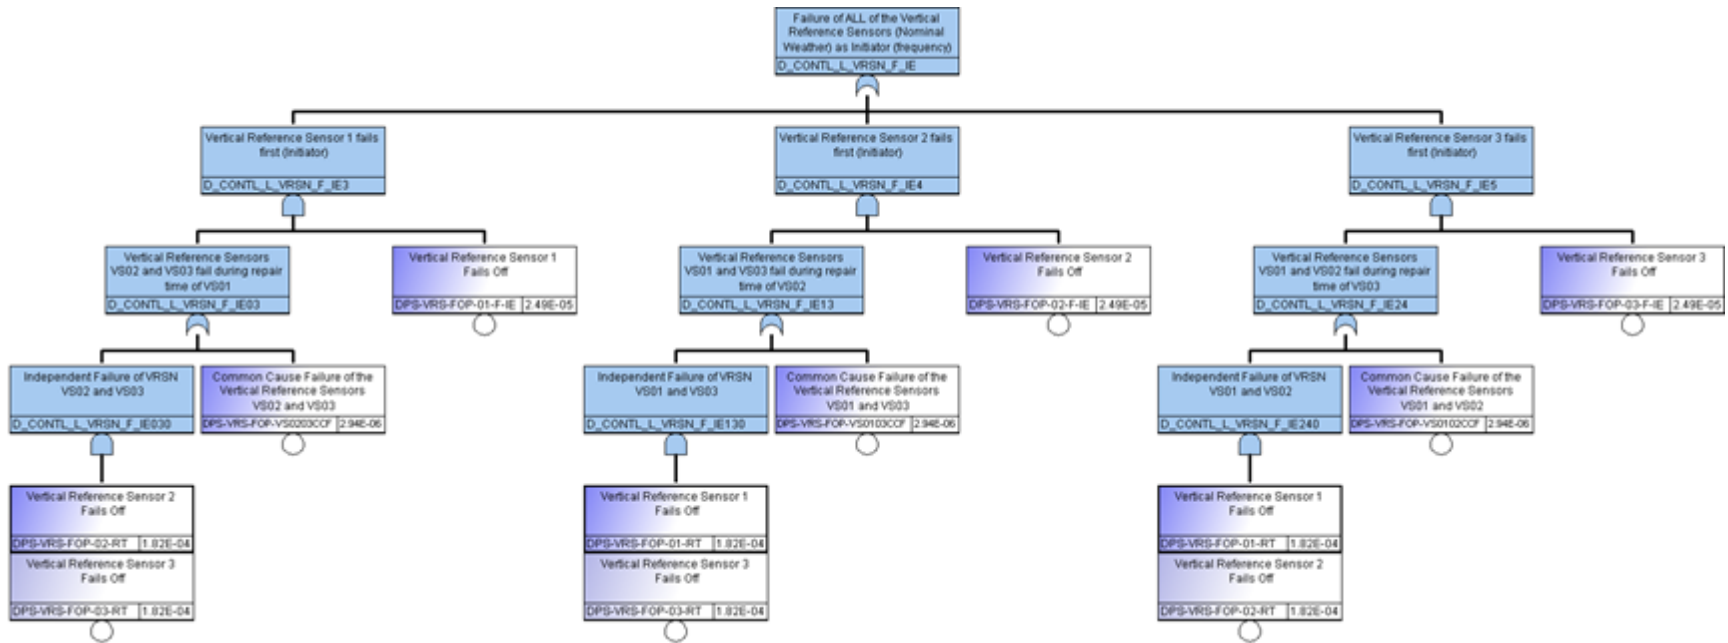 Failure of ALL of the Vertical
Reference Sensors (Nominal
Weather) as Initiator (frequency)
D_CONTL_L_VRSN_F_IE
Vertical Reference Sensor 1 fails
first (Initiator)
D_CONTL_L_VRSN_F_IE3
Vertical Reference Sensor 2 fails
first (Initiator)
D_CONTL_L_VRSN_F_IE4
Vertical Reference Sensor 3 fails
first (Initiator)
D_CONTL_L_VRSN_F_IE5
Vertical Reference Sensors
VS02 and VS03 fail during repair
time of VS01
D_CONTL_L_VRSN_F_IE03
Vertical Reference Sensor 1
Fails Off
DPS-VRS-FOP-01-F-IE 2.49E-05
Vertical Reference Sensors
VS01 and VS03 fail during repair
time of VS02
D_CONTL_L_VRSN_F_IE13
Vertical Reference Sensor 2
Fails Off
DPS-VRS-FOP-02-F-IE 2.49E-05
Vertical Reference Sensors
VS01 and VS02 fail during repair
time of VS03
D_CONTL_L_VRSN_F_IE24
Vertical Reference Sensor 3
Fails Off
DPS-VRS-FOP-03-F-IE 2.49E-05
Independent Failure of VRSN
VS02 and VS03
D_CONTL_L_VRSN_F_IE030
Common Cause Failure of the
Vertical Reference Sensors
VS02 and VS03
DPS-VRS-FOP-VS0203CCF 2.94E-06
Independent Failure of VRSN
VS01 and VS03
D_CONTL_L_VRSN_F_IE130
Common Cause Failure of the
Vertical Reference Sensors
VS01 and VS03
DPS-VRS-FOP-VS0103CCF 2.94E-06
Independent Failure of VRSN
VS01 and VS02
D_CONTL_L_VRSN_F_IE240
Common Cause Failure of the
Vertical Reference Sensors
VS01 and VS02
DPS-VRS-FOP-VS0102CCF 2.94E-06
Vertical Reference Sensor 2
Fails Off
DPS-VRS-FOP-02-RT 1.82E-04
Vertical Reference Sensor 3
Fails Off
DPS-VRS-FOP-03-RT 1.82E-04
Vertical Reference Sensor 1
Fails Off
DPS-VRS-FOP-01-RT 1.82E-04
Vertical Reference Sensor 3
Fails Off
DPS-VRS-FOP-03-RT 1.82E-04
Vertical Reference Sensor 1
Fails Off
DPS-VRS-FOP-01-RT 1.82E-04
Vertical Reference Sensor 2
Fails Off
DPS-VRS-FOP-02-RT 1.82E-04